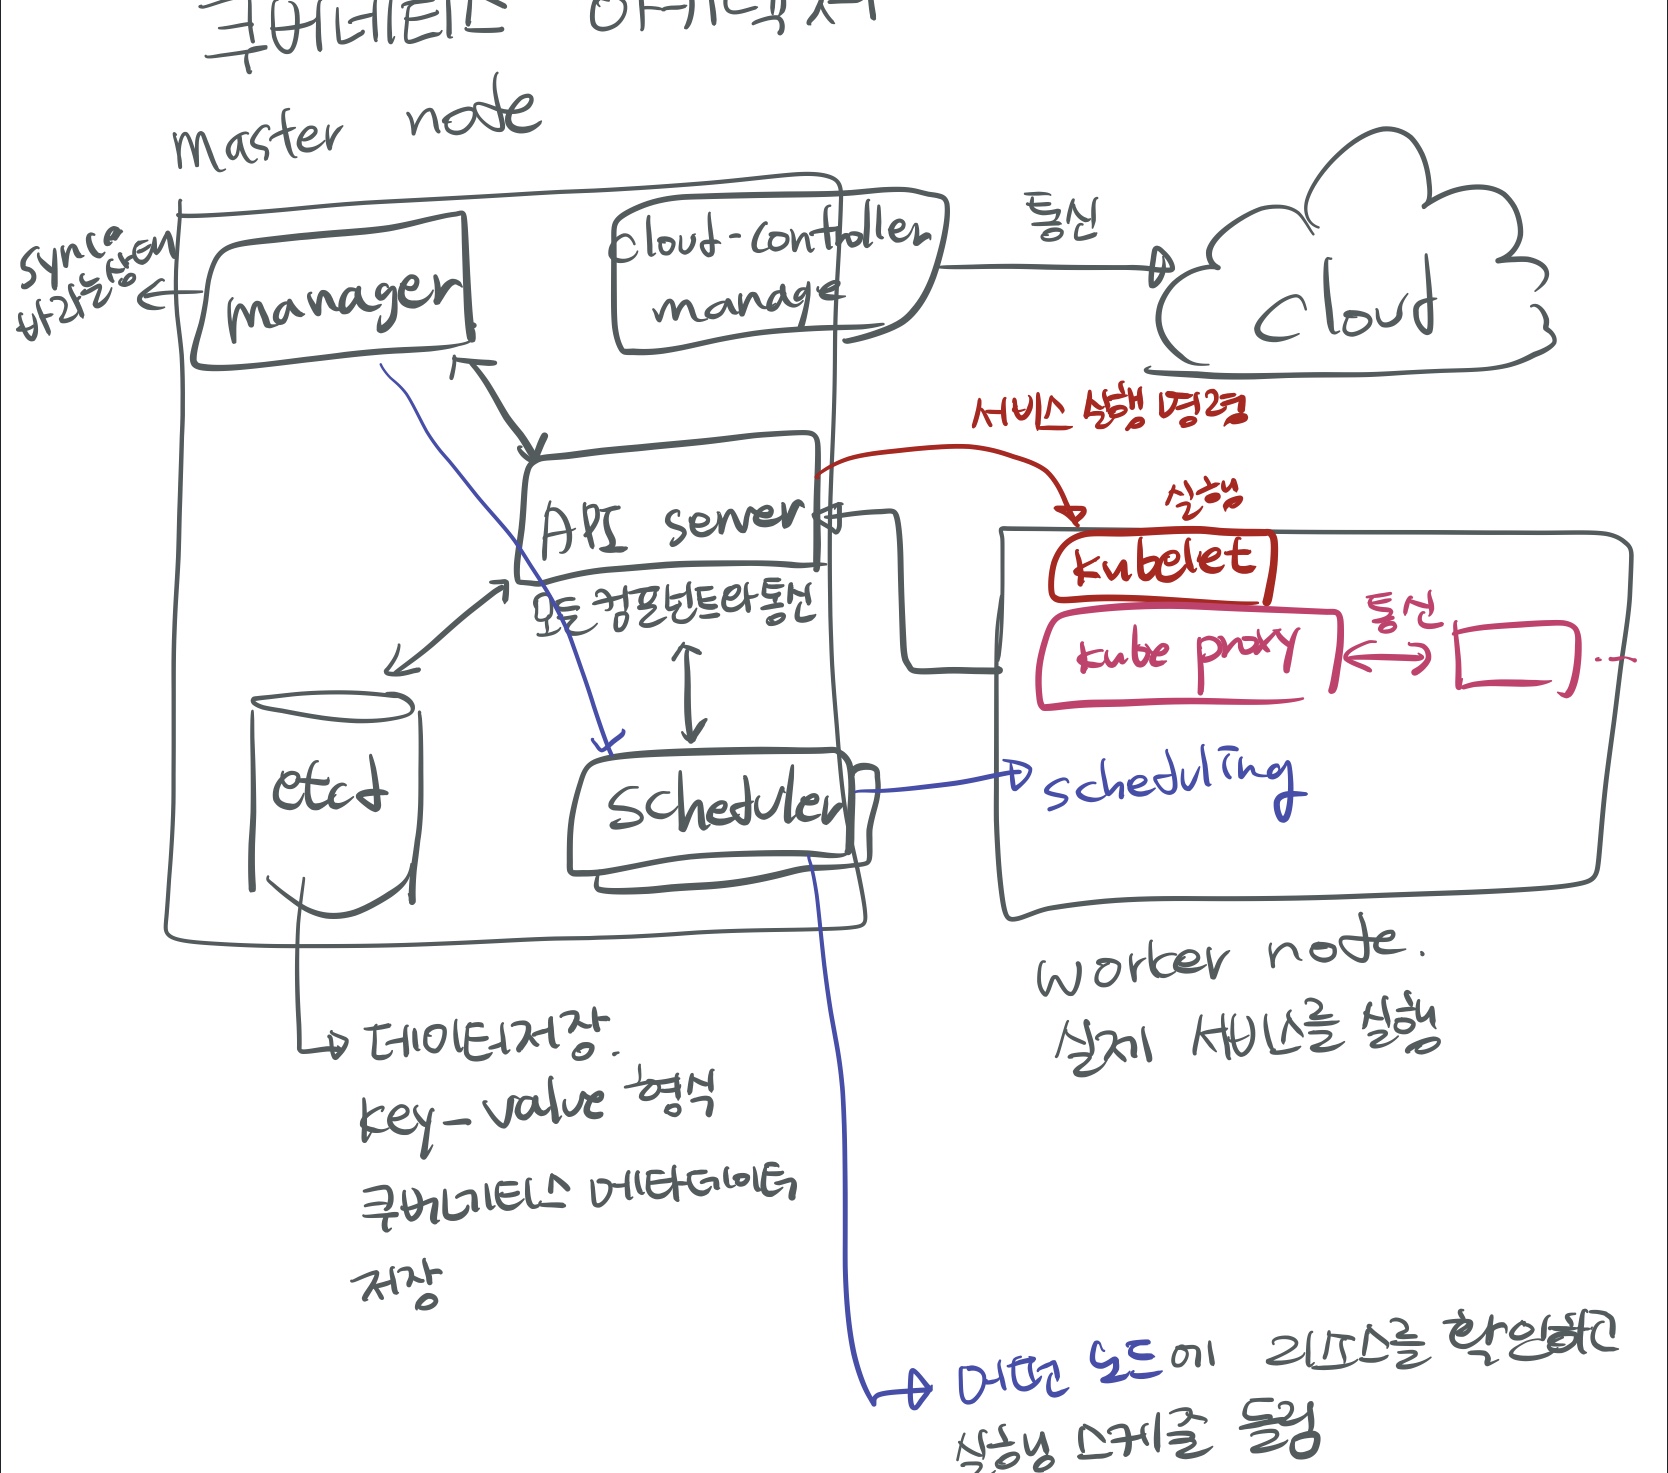 쿠버네티스 아키텍처
master node
sync
바라는상태
manager
cloud-controller
manage
통신
cloud
서비스 실행 명령
API server
모든 컴포넌트와 통신
실행
kubelet
kube proxy
통신
etcd
scheduler
scheduling
worker node.
실제 서비스를 실행
데이터저장.
key-value 형식
쿠버네티스 메타데이터
저장
어떤 노드에 리소스를 확인하고
실행 스케줄 돌림